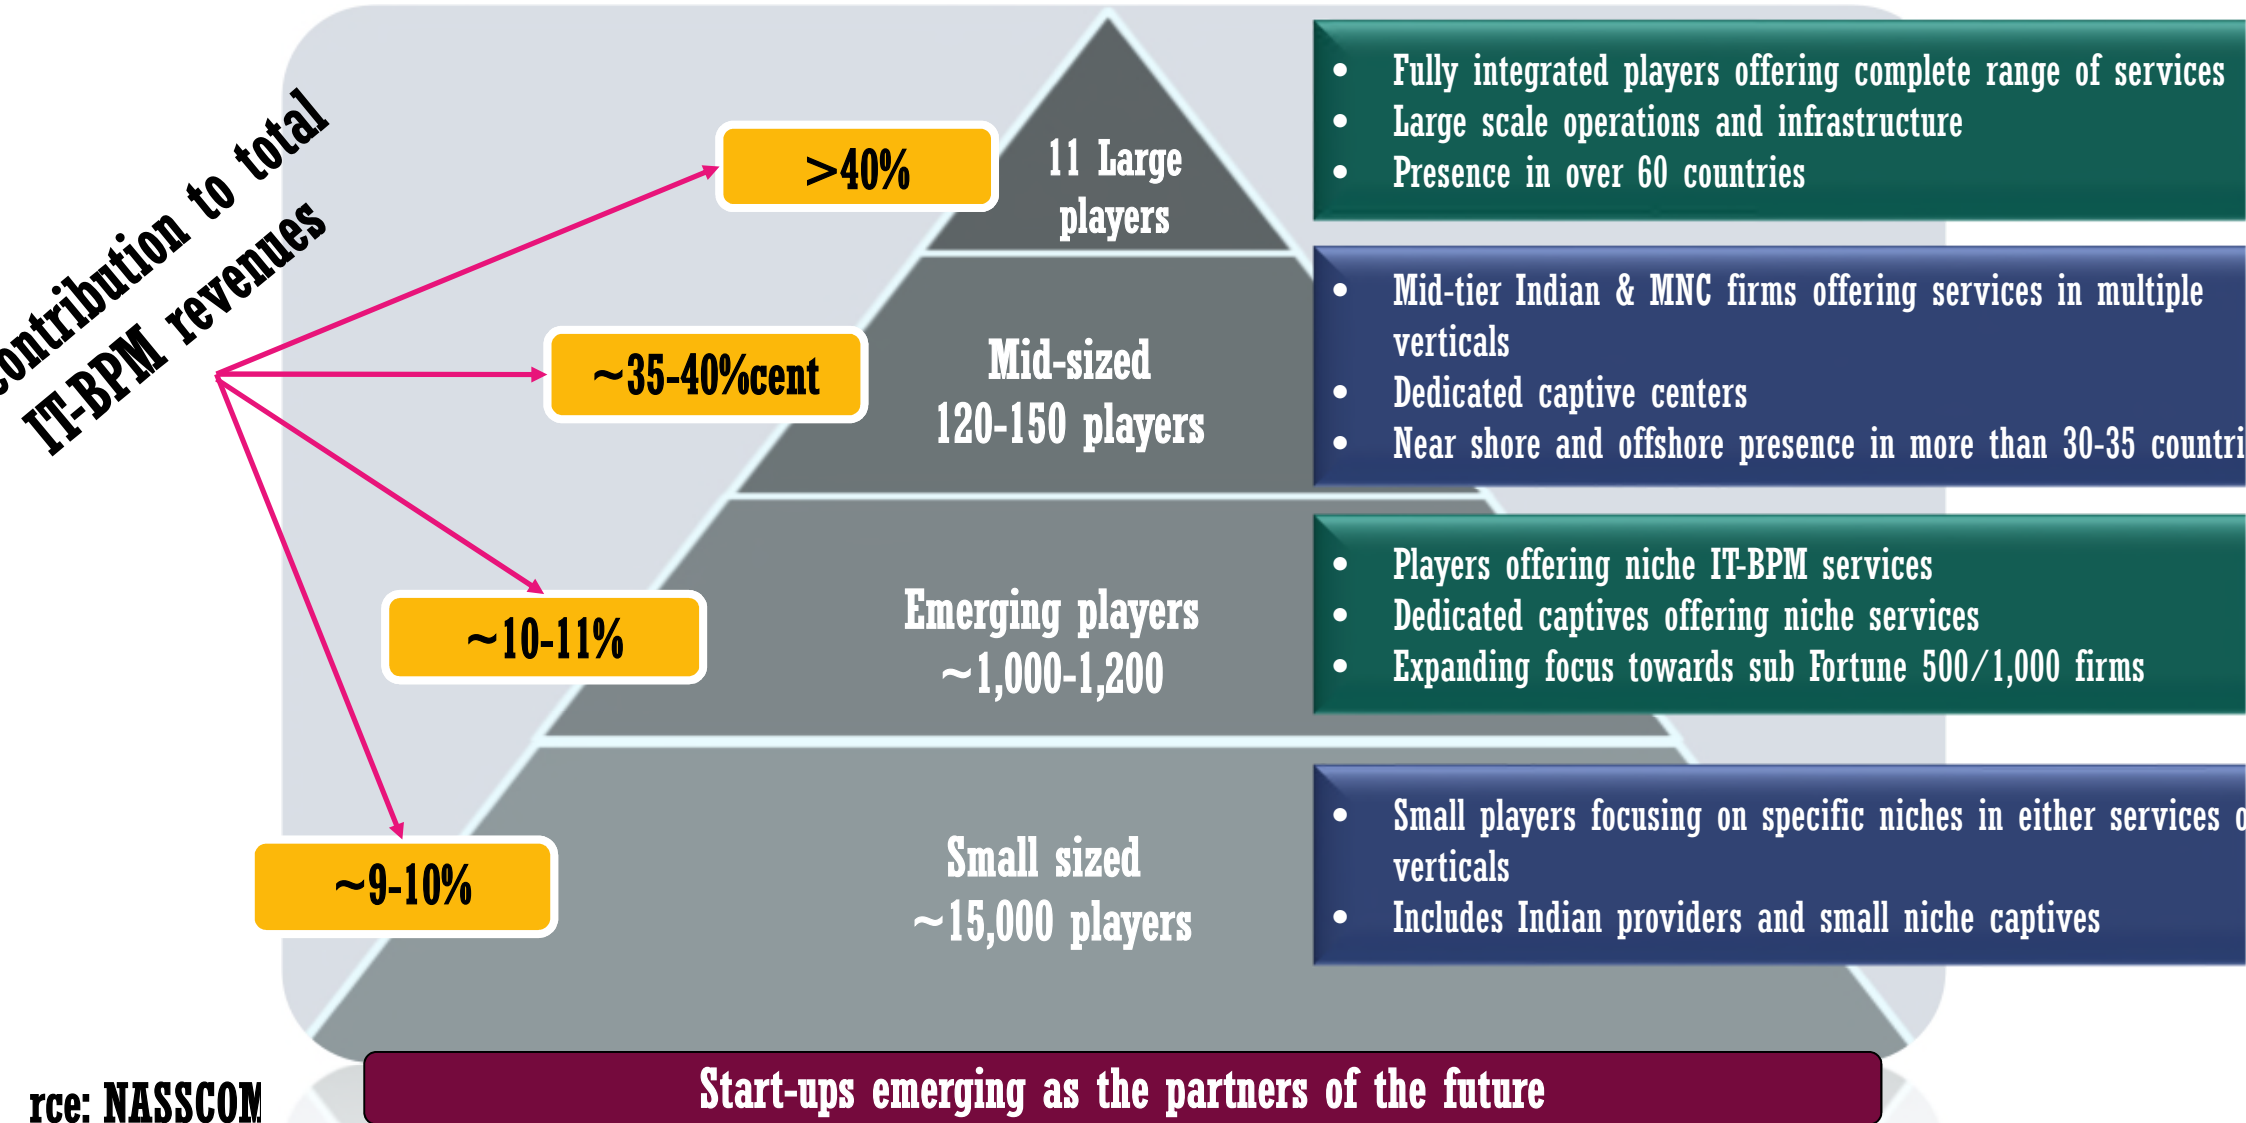 contribution to total
IT-BPM revenues
>40%
11 Large
players
• Fully integrated players offering complete range of services
• Large scale operations and infrastructure
• Presence in over 60 countries
~35-40%cent
Mid-sized
120-150 players
• Mid-tier Indian & MNC firms offering services in multiple
verticals
• Dedicated captive centers
• Near shore and offshore presence in more than 30-35 countri
~10-11%
Emerging players
~1,000-1,200
• Players offering niche IT-BPM services
• Dedicated captives offering niche services
• Expanding focus towards sub Fortune 500/1,000 firms
~9-10%
Small sized
~15,000 players
• Small players focusing on specific niches in either services o
verticals
• Includes Indian providers and small niche captives
Start-ups emerging as the partners of the future
rce: NASSCOM